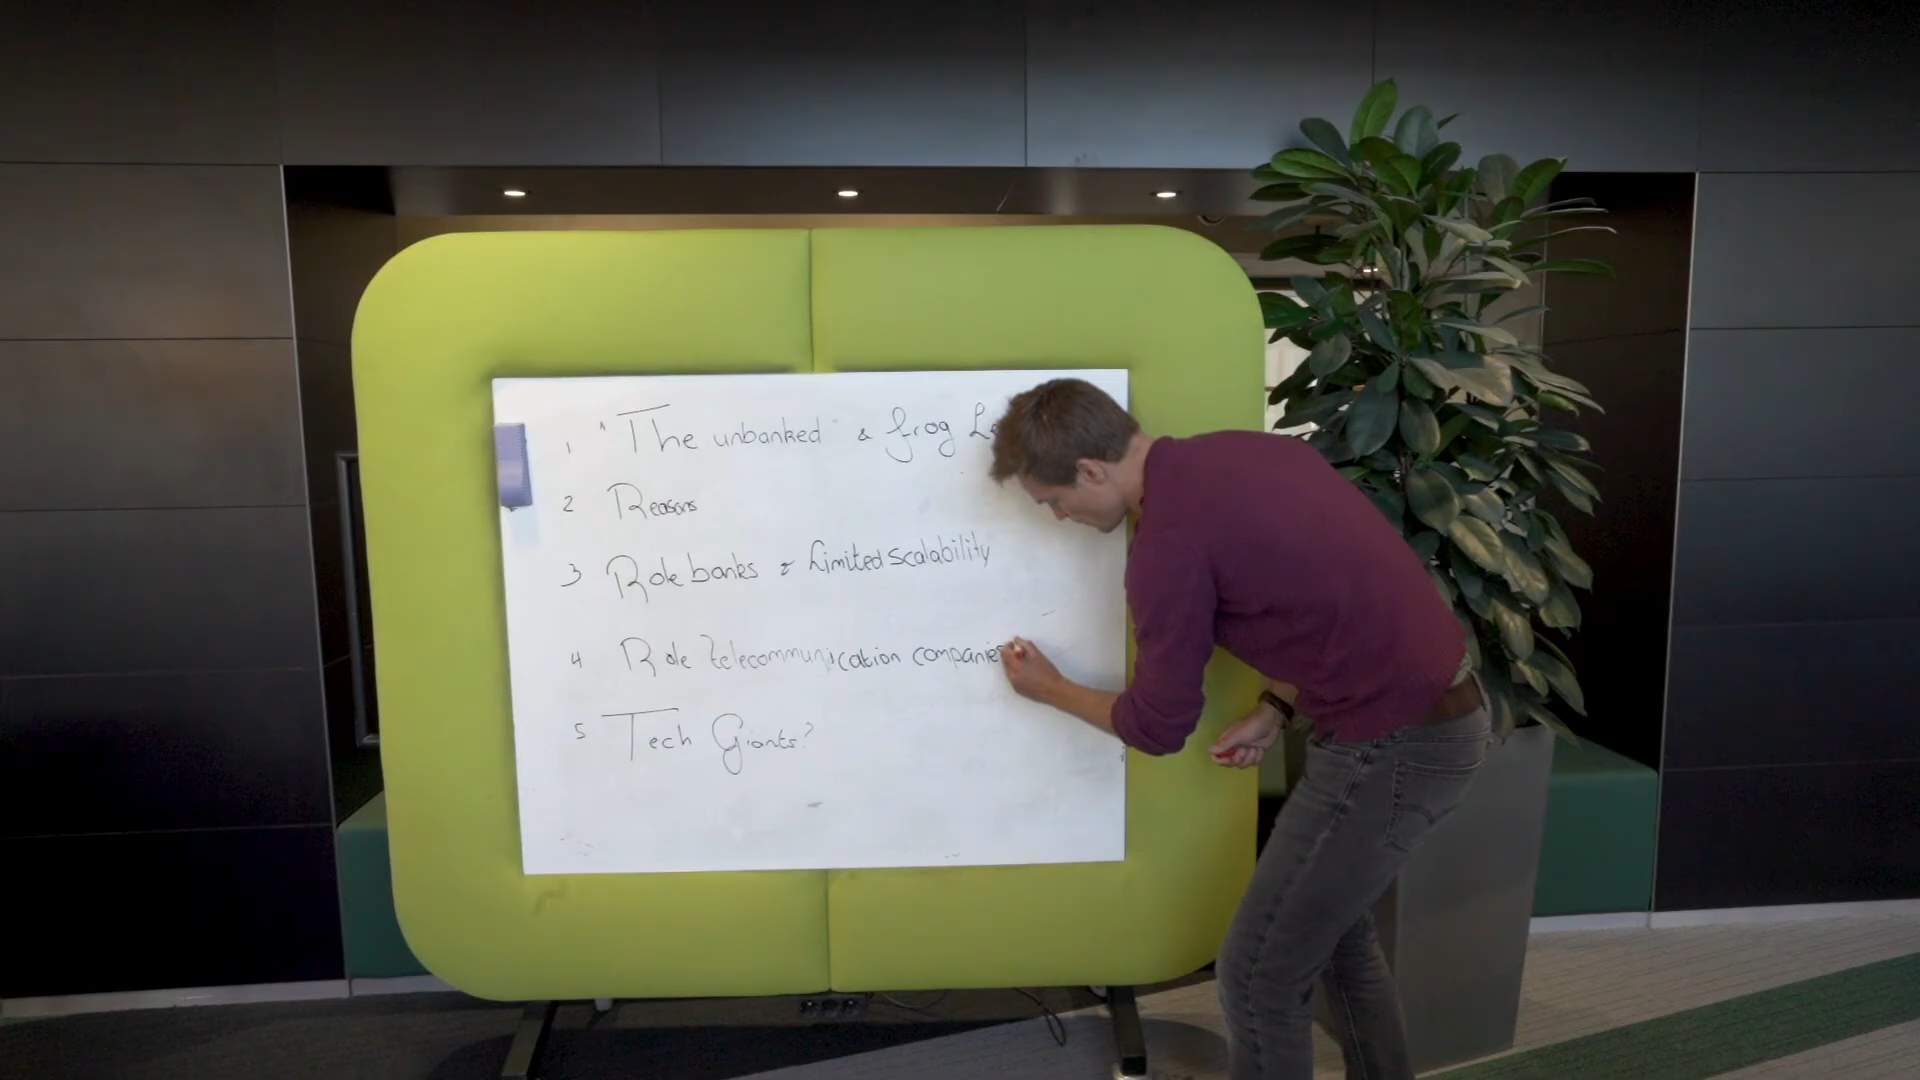 1 "The unbanked" & frog
2 Reasons
3 Role banks & Limited scalability
4 Role telecommunication companies
5 Tech Giants?